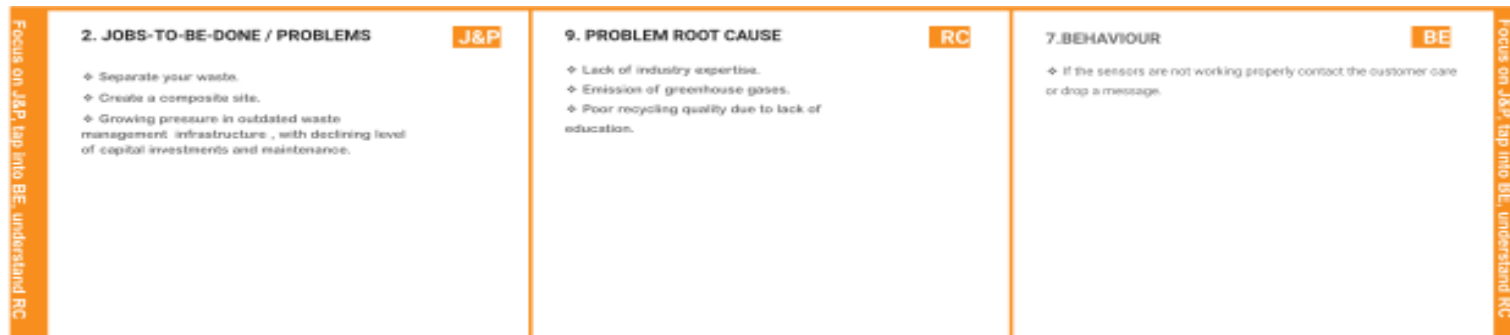 Focus on J&P, tap into BE, understand RC
2. JOBS-TO-BE-DONE / PROBLEMS
J&P
❖ Separate your waste.
❖ Create a composite site.
❖ Growing pressure in outdated waste
management infrastructure , with declining level
of capital investments and maintenance.
9. PROBLEM ROOT CAUSE
RC
❖ Lack of industry expertise.
❖ Emission of greenhouse gases.
❖ Poor recycling quality due to lack of
education.
7.BEHAVIOUR
BE
❖ If the sensors are not working properly contact the customer care
or drop a message.
Focus on J&P, tap into BE, understand RC